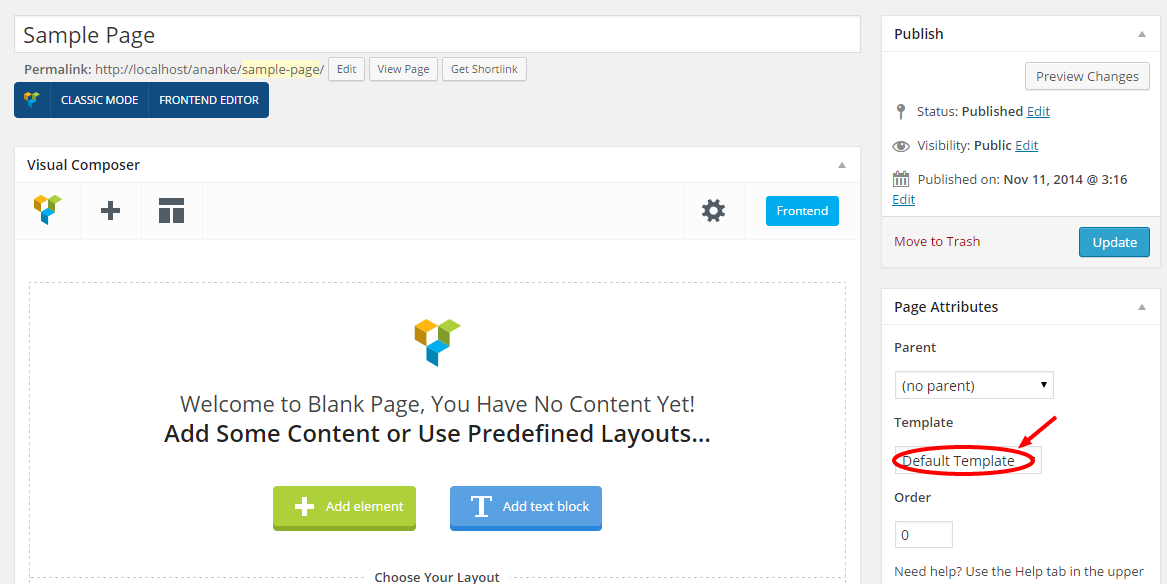 Sample Page
Permalink: http://localhost/ananke/sample-page/ Edit View Page Get Shortlink
CLASSIC MODE FRONTEND EDITOR
Visual Composer
Frontend
Welcome to Blank Page, You Have No Content Yet!
Add Some Content or Use Predefined Layouts...
Add element
T Add text block
Choose Your Layout
Publish
Preview Changes
Status: Published Edit
Visibility: Public Edit
Published on: Nov 11, 2014 @ 3:16
Edit
Move to Trash Update
Page Attributes
Parent
(no parent)
Template
Default Template
Order
0
Need help? Use the Help tab in the upper